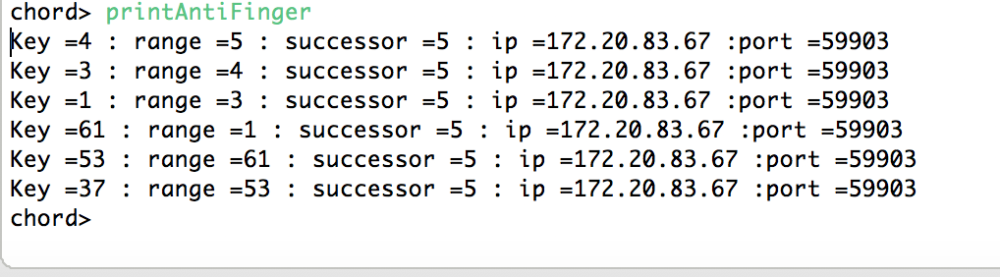 chord> printAntiFinger
Key =4 : range =5 : successor =5 : ip =172.20.83.67 :port =59903
Key =3 : range =4 : successor =5 : ip =172.20.83.67 :port =59903
Key =1 : range =3 : successor =5 : ip =172.20.83.67 :port =59903
Key =61 : range =1 : successor =5 : ip =172.20.83.67 :port =59903
Key =53 : range =61 : successor =5 : ip =172.20.83.67 :port =59903
Key =37 : range =53 : successor =5 : ip =172.20.83.67 :port =59903
chord>